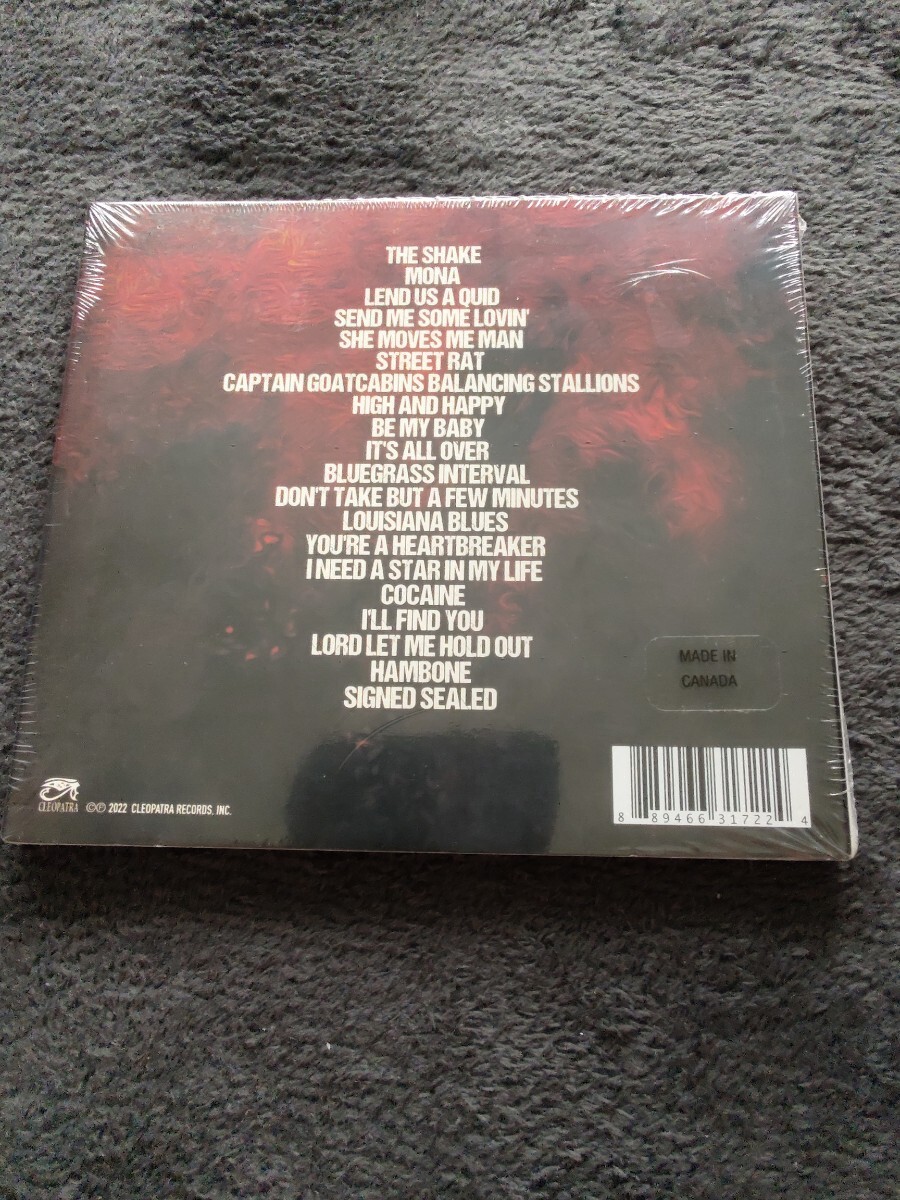 THE SHAKE
MONA
LEND US A QUID
SEND ME SOME LOVIN'
SHE MOVES ME MAN
STREET RAT
CAPTAIN GOATCABINS BALANCING STALLIONS
HIGH AND HAPPY
BE MY BABY
IT'S ALL OVER
BLUEGRASS INTERVAL
DON'T TAKE BUT A FEW MINUTES
LOUISIANA BLUES
YOU'RE A HEARTBREAKER
I NEED A STAR IN MY LIFE
COCAINE
I'LL FIND YOU
LORD LET ME HOLD OUT
HAMBONE
SIGNED SEALED
MADE IN
CANADA
CLEOPATRA
©℗ 2022 CLEOPATRA RECORDS, INC.
8 89466 31722 4